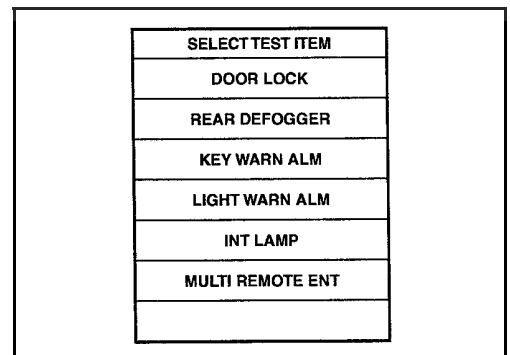 SELECT TEST ITEM
DOOR LOCK
REAR DEFOGGER
KEY WARN ALM
LIGHT WARN ALM
INT LAMP
MULTI REMOTE ENT